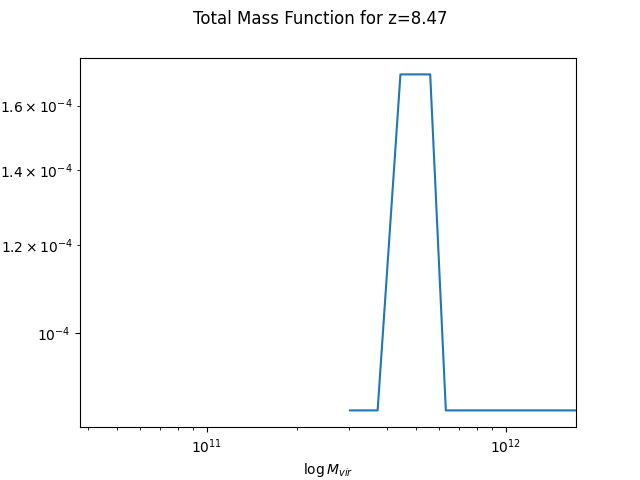 Total Mass Function for z=8.47
1.6 × 10⁻⁴
1.4 × 10⁻⁴
1.2 × 10⁻⁴
10⁻⁴
10¹¹ 10¹²
log M_vir